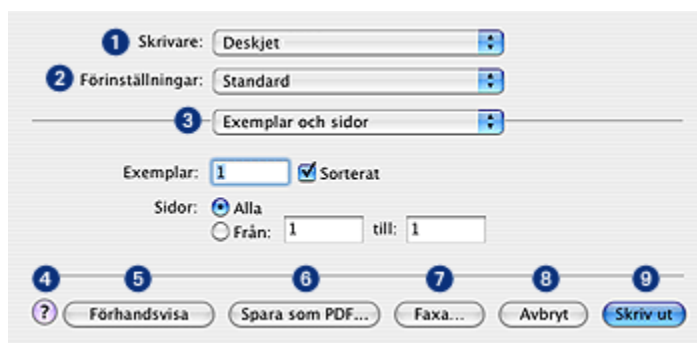 1 Skrivare: Deskjet
2 Förinställningar: Standard
3 Exemplar och sidor
Exemplar: 1 Sorterat
Sidor: Alla
Från: 1 till: 1
4 5 6 7 8 9
? Förhandsvisa Spara som PDF... Faxa... Avbryt Skriv ut